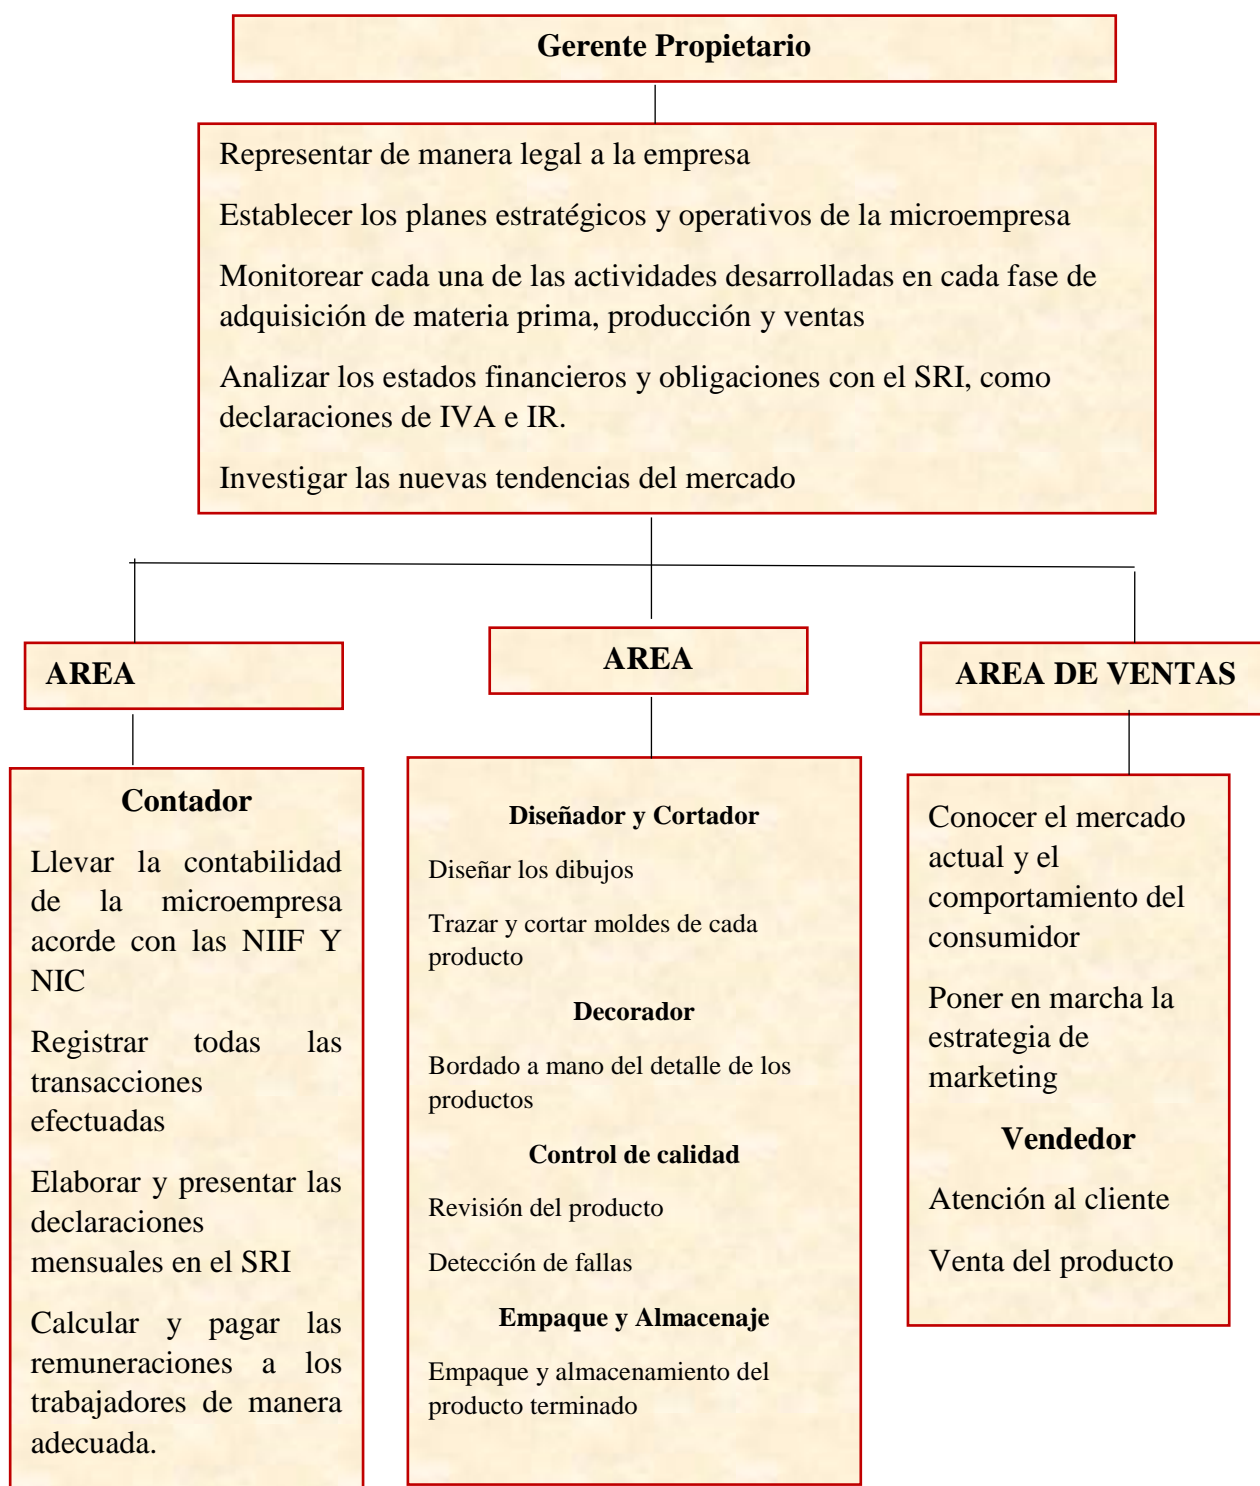 Gerente Propietario
Representar de manera legal a la empresa
Establecer los planes estratégicos y operativos de la microempresa
Monitorear cada una de las actividades desarrolladas en cada fase de
adquisición de materia prima, producción y ventas
Analizar los estados financieros y obligaciones con el SRI, como
declaraciones de IVA e IR.
Investigar las nuevas tendencias del mercado
AREA
Contador
Llevar la contabilidad
de la microempresa
acorde con las NIIF Y
NIC
Registrar todas las
transacciones
efectuadas
Elaborar y presentar las
declaraciones
mensuales en el SRI
Calcular y pagar las
remuneraciones a los
trabajadores de manera
adecuada.
AREA
Diseñador y Cortador
Diseñar los dibujos
Trazar y cortar moldes de cada
producto
Decorador
Bordado a mano del detalle de los
productos
Control de calidad
Revisión del producto
Detección de fallas
Empaque y Almacenaje
Empaque y almacenamiento del
producto terminado
AREA DE VENTAS
Conocer el mercado
actual y el
comportamiento del
consumidor
Poner en marcha la
estrategia de
marketing
Vendedor
Atención al cliente
Venta del producto